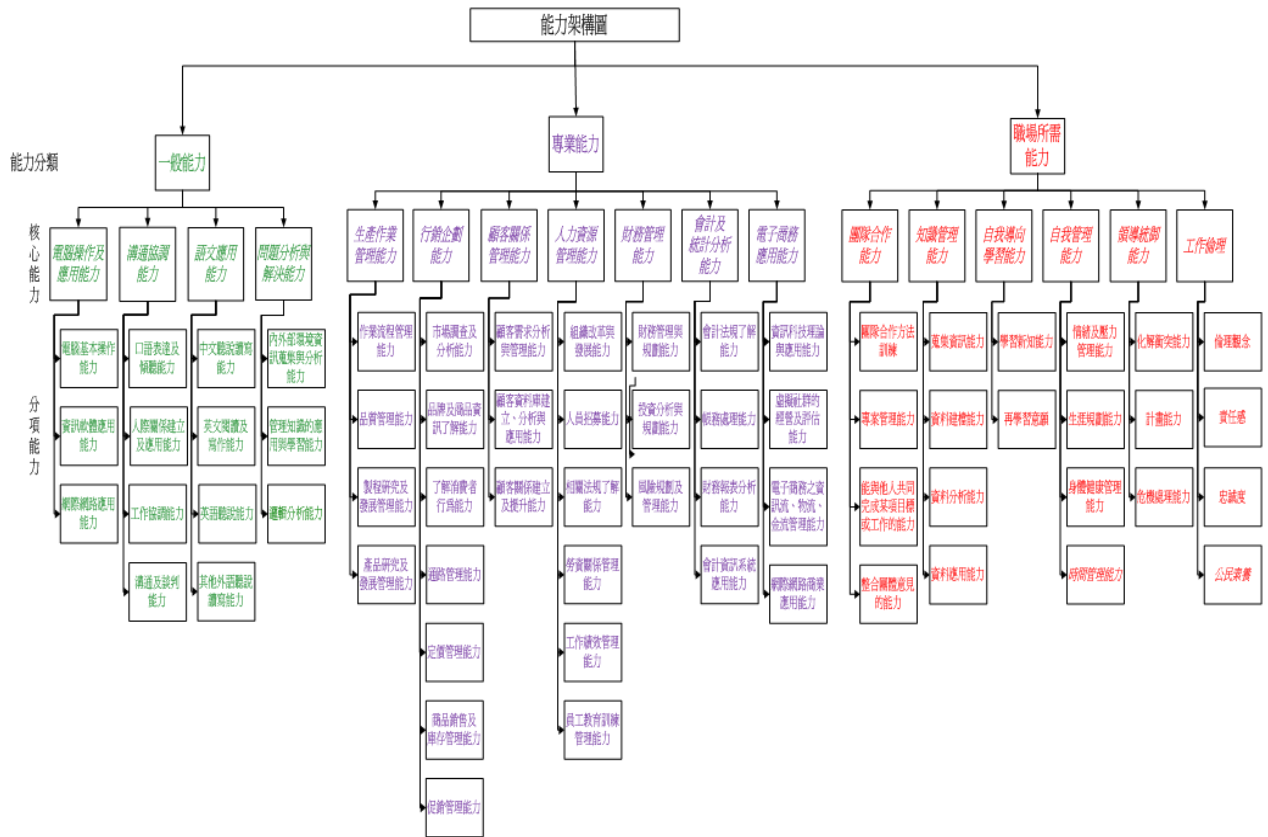 能力架構圖
能力分類
一般能力
專業能力
職場所需
能力
核心能力
電腦操作及
應用能力
溝通協調
能力
語文應用
能力
問題分析與
解決能力
生產作業
管理能力
行銷企劃
能力
顧客關係
管理能力
人力資源
管理能力
財務管理
能力
會計及
統計分析
能力
電子商務
應用能力
團隊合作
能力
知識管理
能力
自我導向
學習能力
自我管理
能力
領導統御
能力
工作倫理
分項能力
電腦基本操作
能力
資訊軟體應用
能力
網際網路應用
能力
口語表達及
傾聽能力
人際關係建立
及應用能力
工作協調能力
溝通及談判
能力
中文聽說讀寫
能力
英文閱讀及
寫作能力
英語聽說能力
其他外語聽說
讀寫能力
內外部環境資
訊蒐集與分析
能力
管理知識的應
用與學習能力
邏輯分析能力
作業流程管理
能力
品質管理能力
製程研究及
發展管理能力
產品研究及
發展管理能力
市場調查及
分析能力
品牌及商品資
訊了解能力
了解消費者
行為能力
通路管理能力
定價管理能力
商品銷售及
庫存管理能力
促銷管理能力
顧客需求分析
與管理能力
顧客資料庫建
立、分析與
應用能力
顧客關係建立
及提升能力
組織改革與
發展能力
人員招募能力
相關法規了解
能力
勞資關係管理
能力
工作績效管理
能力
員工教育訓練
管理能力
財務管理與
規劃能力
投資分析與
規劃能力
風險規劃及
管理能力
會計法規了解
能力
帳務處理能力
財務報表分析
能力
會計資訊系統
應用能力
資訊科技理論
與應用能力
虛擬社群的
經營及評估
能力
電子商務之資
訊流、物流、
金流管理能力
網際網路商業
應用能力
團隊合作方法
訓練
專案管理能力
能與他人共同
完成某項目標
或工作的能力
整合團體意見
的能力
蒐集資訊能力
資料建檔能力
資料分析能力
資料應用能力
學習新知能力
再學習意願
情緒及壓力
管理能力
生涯規劃能力
身體健康管理
能力
時間管理能力
化解衝突能力
計畫能力
危機處理能力
倫理觀念
責任感
忠誠度
公民素養